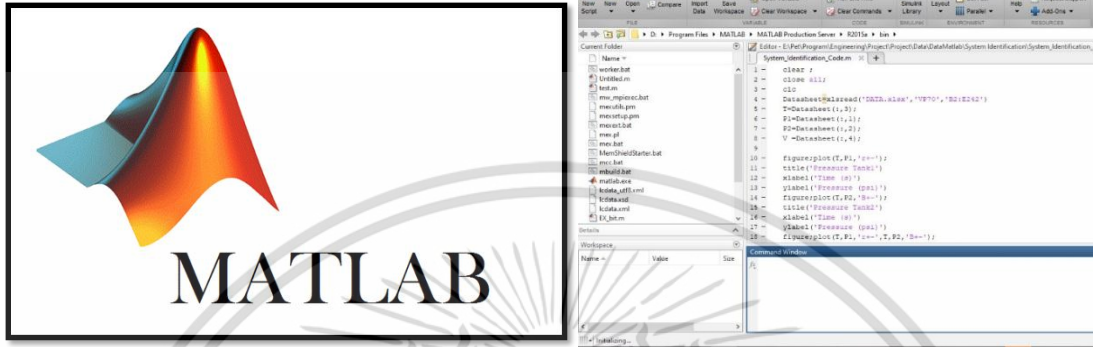 MATLAB
New New Open Compare Import Save Clear Workspace Clear Commands Simulink Layout Parallel Help Add-Ons
Script Data Workspace Library
FILE VARIABLE CODE SIMULINK ENVIRONMENT RESOURCES
D: Program Files MATLAB MATLAB Production Server R2015a bin
Current Folder
Name
worker.bat
Untitled.m
test.m
mw_mpiexec.bat
mexutils.pm
mexsetup.pm
mexext.bat
mex.pl
mex.bat
MemShieldStarter.bat
mcc.bat
mbuild.bat
matlab.exe
lcdata_utf8.xml
lcdata.xsd
lcdata.xml
EX_bit.m
Details
Workspace
Name Value Size
Initializing...
Editor - E:\Pet\Program\Engineering\Project\Project\Data\DataMatlab\System Identification\System_Identification_
System_Identification_Code.m
1 - clear ;
2 - close all;
3 - clc
4 - Datasheet=xlsread('DATA.xlsx','VF70','B2:E242')
5 - T=Datasheet(:,3);
6 - P1=Datasheet(:,1);
7 - P2=Datasheet(:,2);
8 - V =Datasheet(:,4);
9
10 - figure;plot(T,P1,'r+-');
11 - title('Pressure Tank1')
12 - xlabel('Time (s)')
13 - ylabel('Pressure (psi)')
14 - figure;plot(T,P2,'B+-');
15 - title('Pressure Tank2')
16 - xlabel('Time (s)')
17 - ylabel('Pressure (psi)')
18 - figure;plot(T,P1,'r+-',T,P2,'B+-');
Command Window